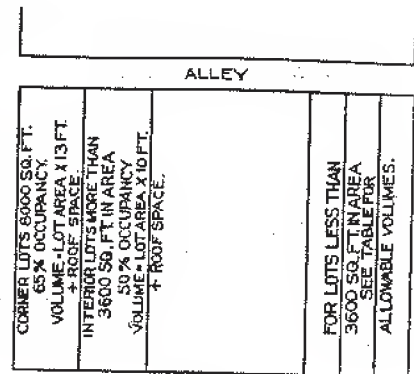 ALLEY
CORNER LOTS 8000 SQ. FT.
65% OCCUPANCY.
VOLUME = LOT AREA X 13 FT.
+ ROOF SPACE.
INTERIOR LOTS MORE THAN
3600 SQ. FT. IN AREA
50% OCCUPANCY
VOLUME = LOT AREA X 10 FT.
+ ROOF SPACE.
FOR LOTS LESS THAN
3600 SQ. FT. IN AREA
SEE TABLE FOR
ALLOWABLE VOLUMES.